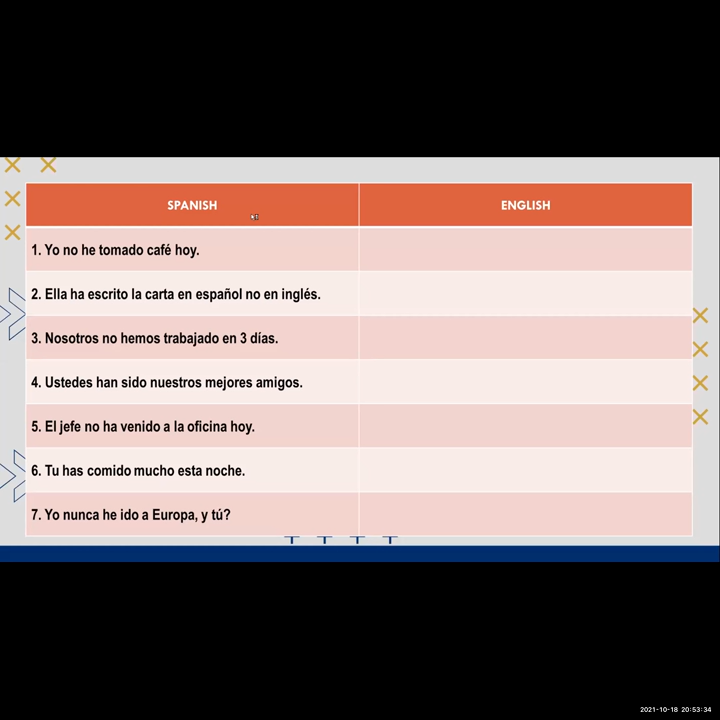 SPANISH
ENGLISH
1. Yo no he tomado café hoy.
2. Ella ha escrito la carta en español no en inglés.
3. Nosotros no hemos trabajado en 3 días.
4. Ustedes han sido nuestros mejores amigos.
5. El jefe no ha venido a la oficina hoy.
6. Tu has comido mucho esta noche.
7. Yo nunca he ido a Europa, y tú?
2021-10-18 20:53:34